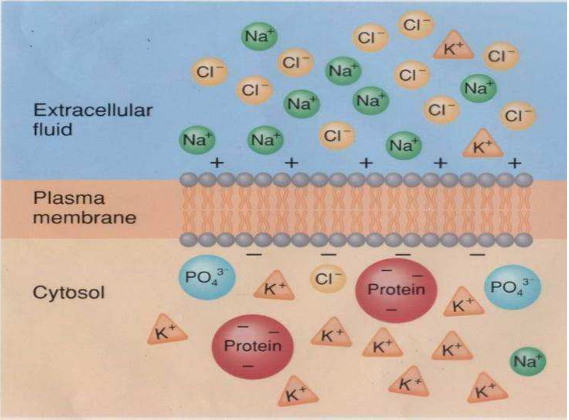 Na⁺
Cl⁻
Cl⁻
K⁺
Cl⁻
Cl⁻
Cl⁻
Na⁺
Cl⁻
Na⁺
Cl⁻
Na⁺
Na⁺
Cl⁻
Cl⁻
Extracellular
fluid
Na⁺
Na⁺
Cl⁻
Na⁺
K⁺
+ + + + +
Plasma
membrane
− − − −
PO₄³⁻
K⁺
Cl⁻
−
Protein
−
K⁺
PO₄³⁻
Cytosol
K⁺
− −
Protein
−
K⁺
K⁺
K⁺
Na⁺
K⁺
K⁺
K⁺